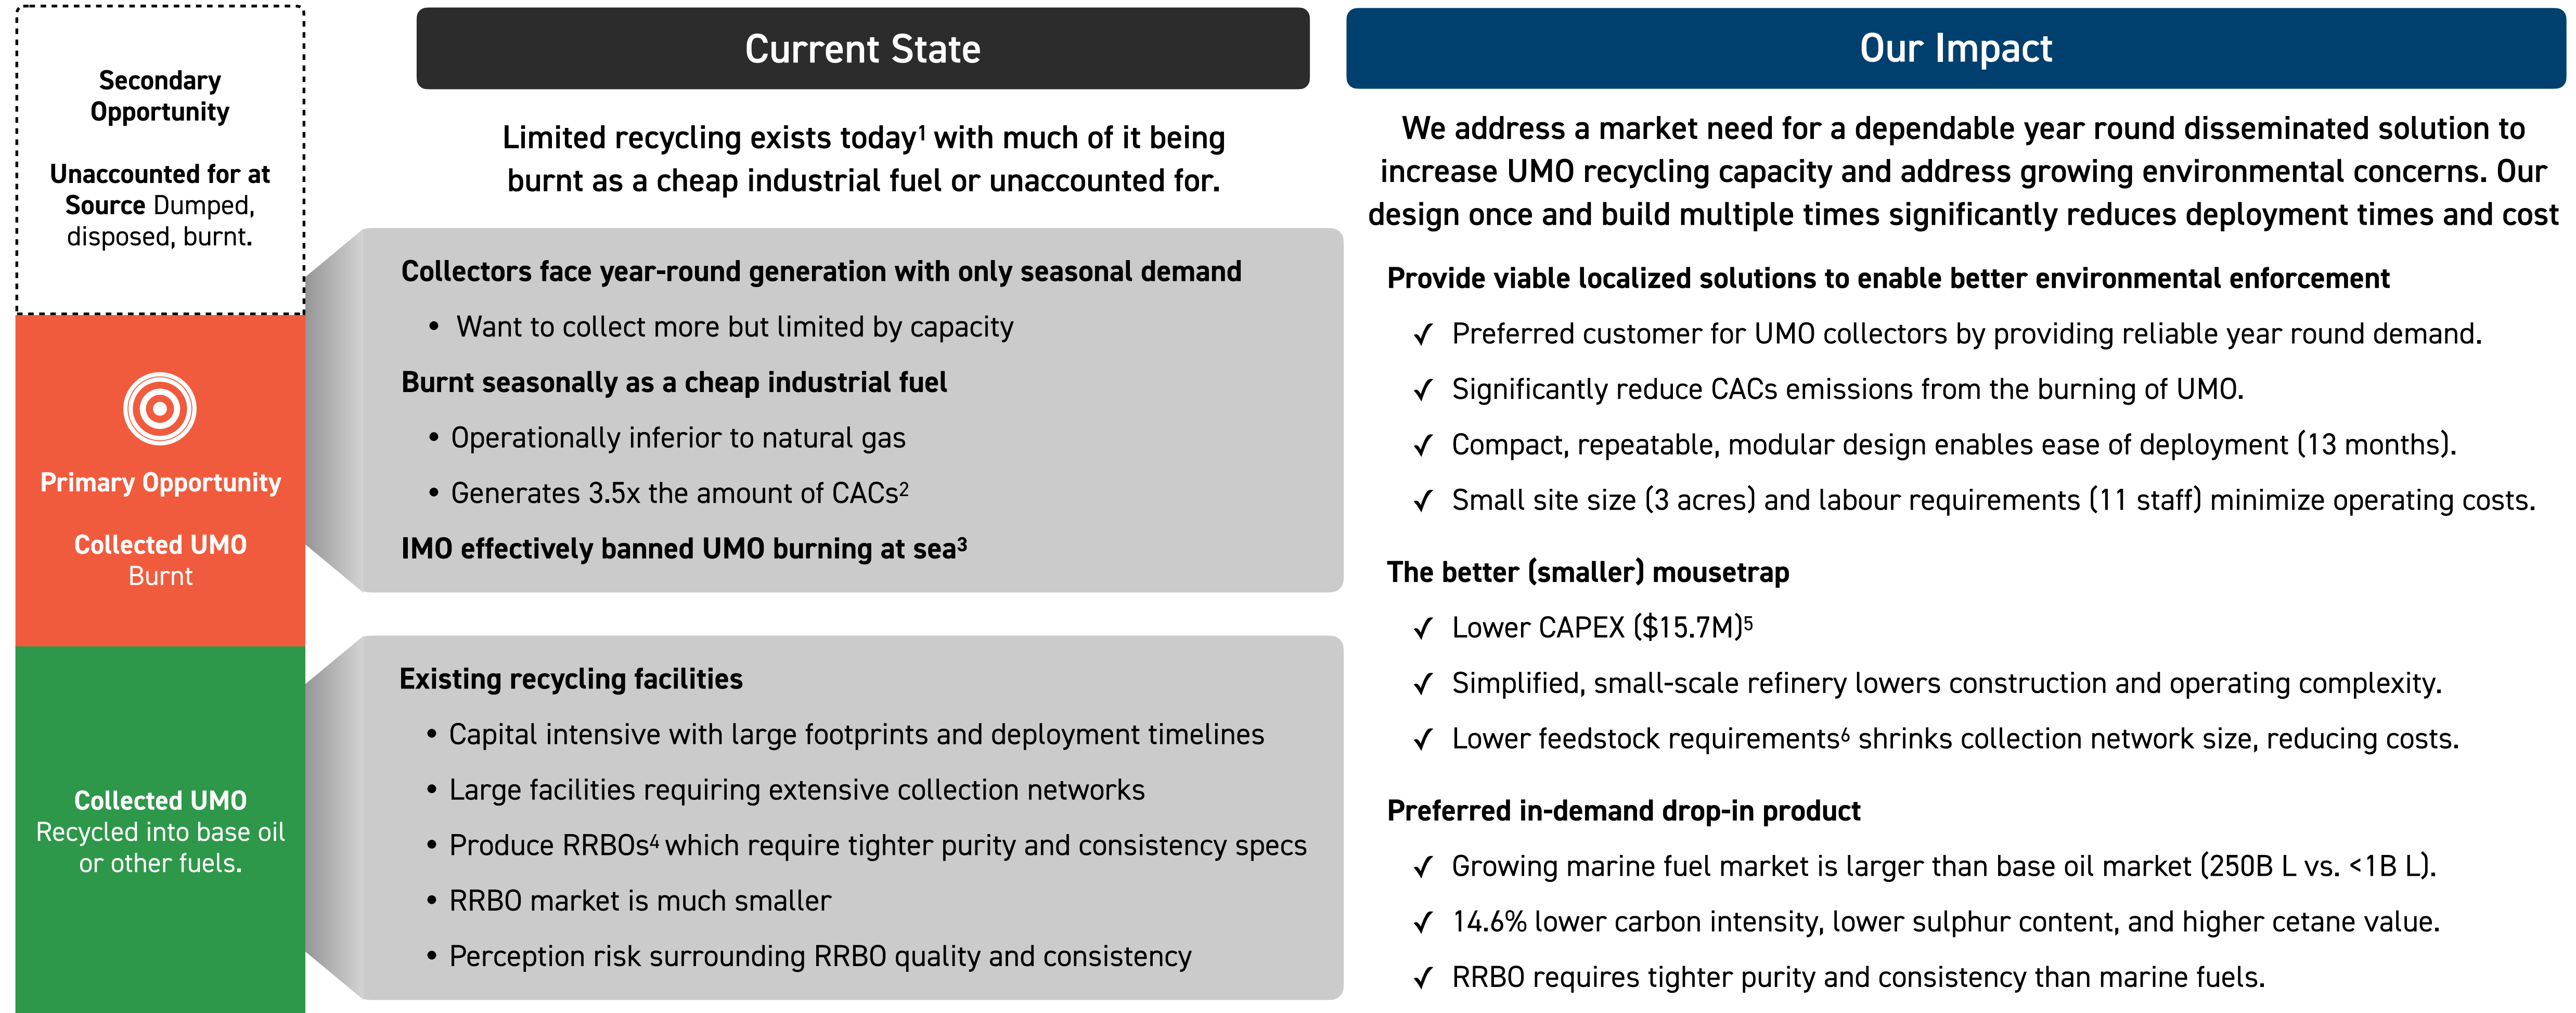 Secondary
Opportunity
Unaccounted for at
Source Dumped,
disposed, burnt.
Primary Opportunity
Collected UMO
Burnt
Collected UMO
Recycled into base oil
or other fuels.
Current State
Limited recycling exists today¹ with much of it being
burnt as a cheap industrial fuel or unaccounted for.
Collectors face year-round generation with only seasonal demand
• Want to collect more but limited by capacity
Burnt seasonally as a cheap industrial fuel
• Operationally inferior to natural gas
• Generates 3.5x the amount of CACs²
IMO effectively banned UMO burning at sea³
Existing recycling facilities
• Capital intensive with large footprints and deployment timelines
• Large facilities requiring extensive collection networks
• Produce RRBOs⁴ which require tighter purity and consistency specs
• RRBO market is much smaller
• Perception risk surrounding RRBO quality and consistency
Our Impact
We address a market need for a dependable year round disseminated solution to
increase UMO recycling capacity and address growing environmental concerns. Our
design once and build multiple times significantly reduces deployment times and cost
Provide viable localized solutions to enable better environmental enforcement
✓ Preferred customer for UMO collectors by providing reliable year round demand.
✓ Significantly reduce CACs emissions from the burning of UMO.
✓ Compact, repeatable, modular design enables ease of deployment (13 months).
✓ Small site size (3 acres) and labour requirements (11 staff) minimize operating costs.
The better (smaller) mousetrap
✓ Lower CAPEX ($15.7M)⁵
✓ Simplified, small-scale refinery lowers construction and operating complexity.
✓ Lower feedstock requirements⁶ shrinks collection network size, reducing costs.
Preferred in-demand drop-in product
✓ Growing marine fuel market is larger than base oil market (250B L vs. <1B L).
✓ 14.6% lower carbon intensity, lower sulphur content, and higher cetane value.
✓ RRBO requires tighter purity and consistency than marine fuels.